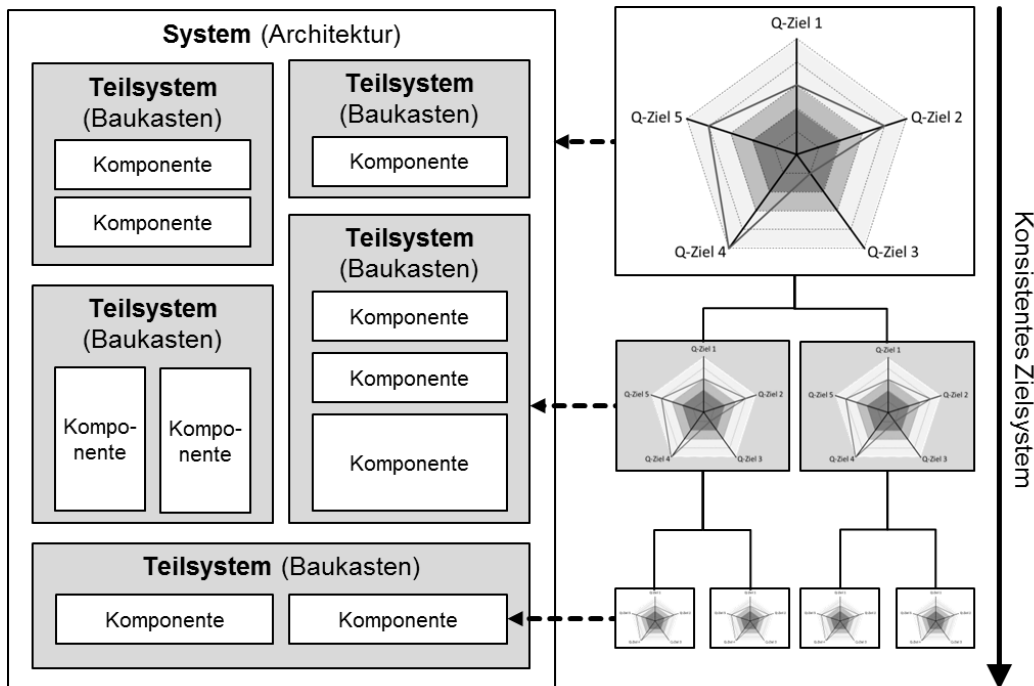 System (Architektur)
Teilsystem
(Baukasten)
Komponente
Komponente
Teilsystem
(Baukasten)
Komponente
Teilsystem
(Baukasten)
Kompo-
nente
Kompo-
nente
Teilsystem
(Baukasten)
Komponente
Komponente
Komponente
Teilsystem (Baukasten)
Komponente
Komponente
Q-Ziel 1
Q-Ziel 5
Q-Ziel 2
Q-Ziel 4
Q-Ziel 3
Q-Ziel 1
Q-Ziel 5
Q-Ziel 2
Q-Ziel 4
Q-Ziel 3
Q-Ziel 1
Q-Ziel 5
Q-Ziel 2
Q-Ziel 4
Q-Ziel 3
Konsistentes Zielsystem